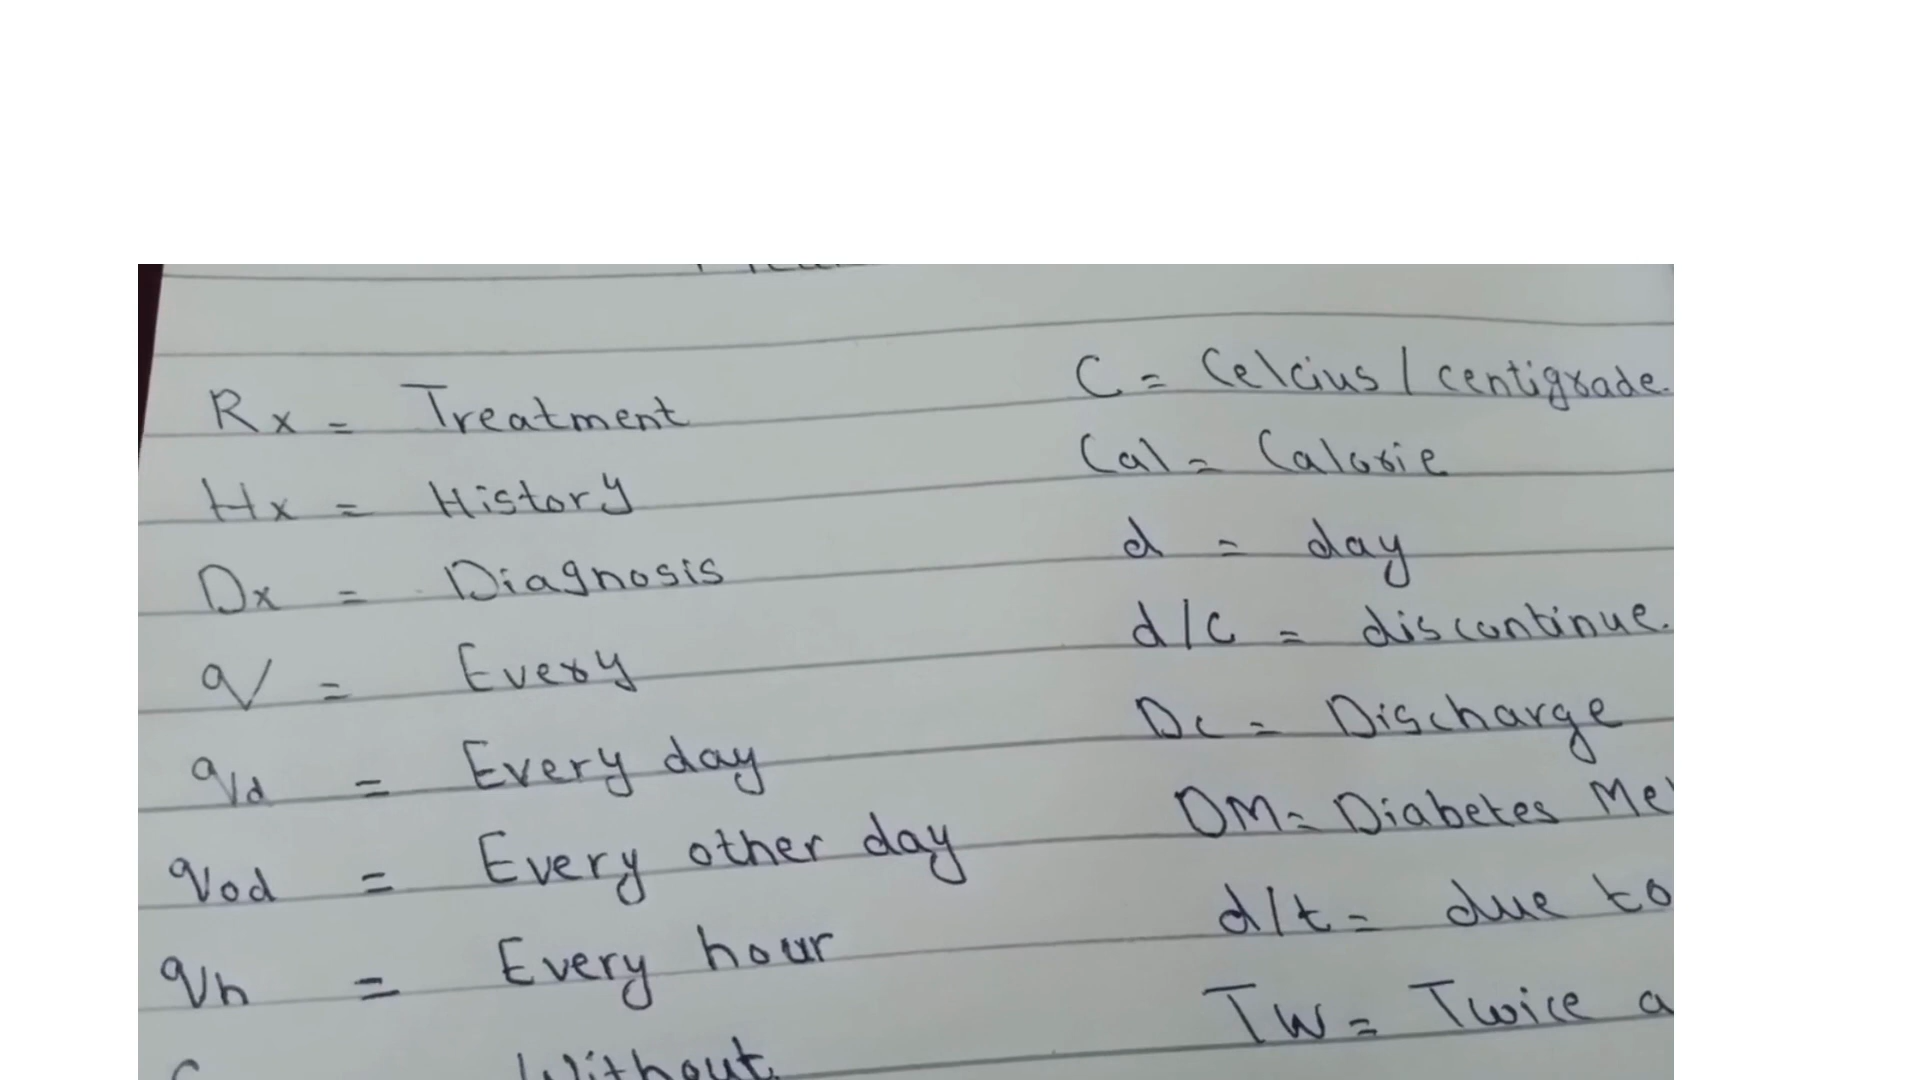 Rx = Treatment
Hx = History
Dx = Diagnosis
q = Every
qd = Every day
qod = Every other day
qh = Every hour
Without
C = Celcius / centigrade.
Cal = Calorie
d = day
d/c = discontinue.
Dc = Discharge
DM = Diabetes
d/t = due to
TW = Twice a